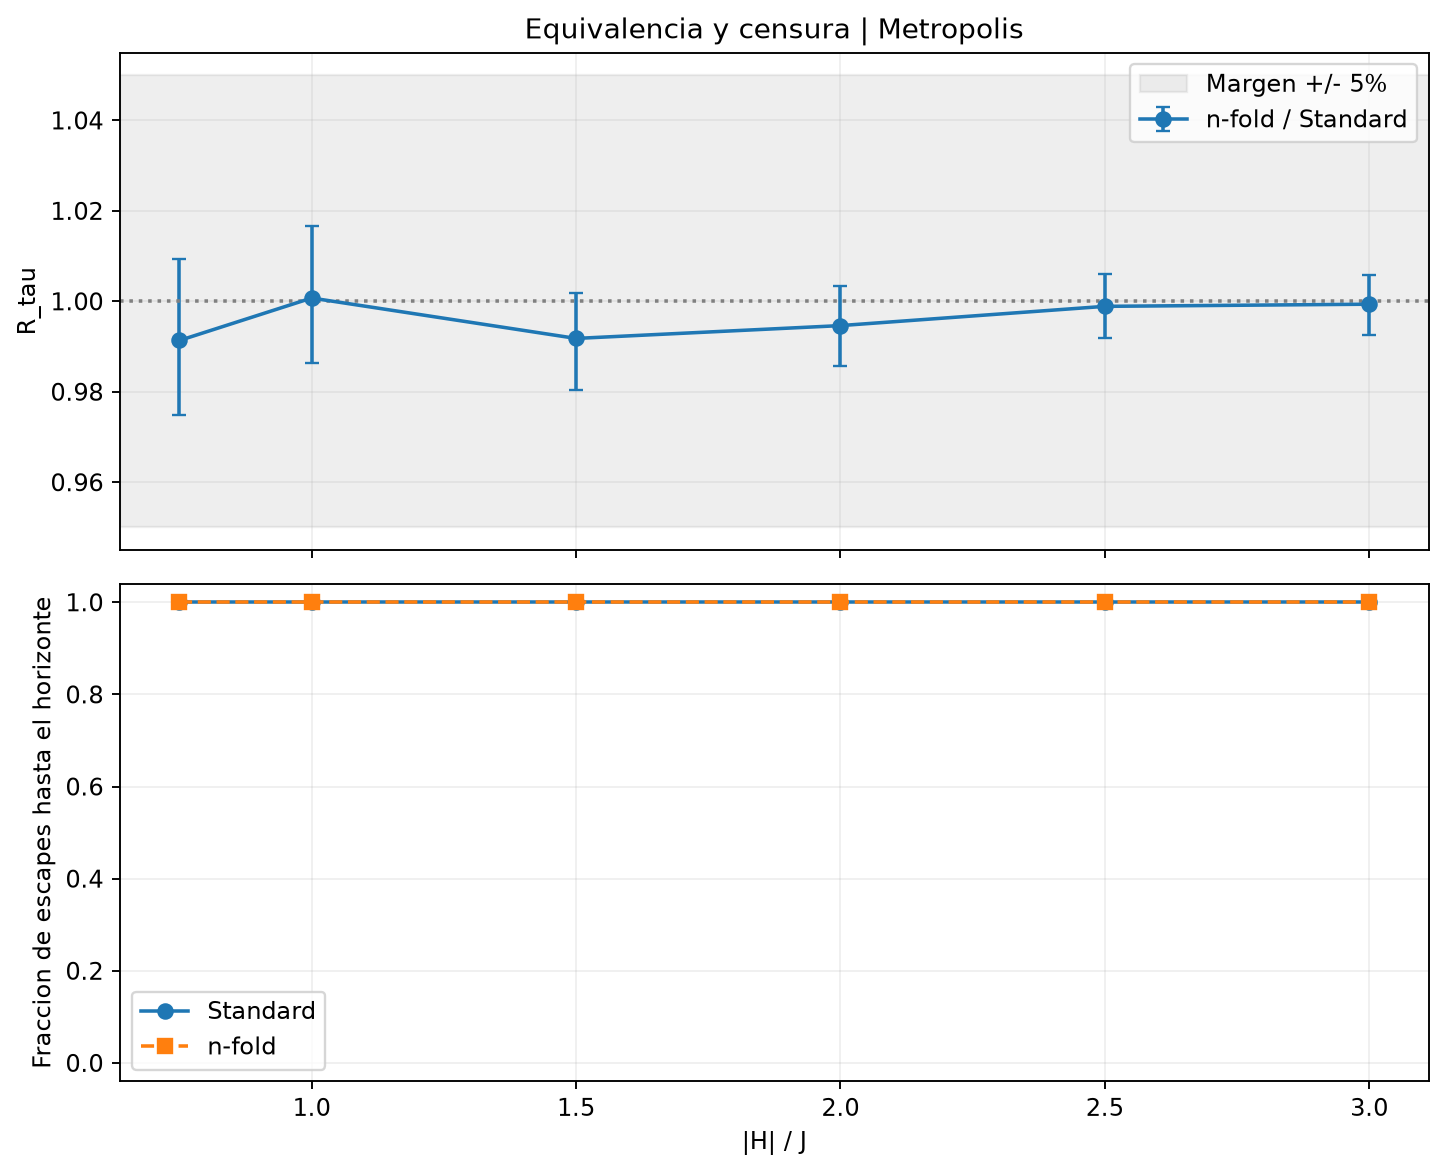 Equivalencia y censura | Metropolis
Margen +/- 5%
n-fold / Standard
1.04
1.02
1.00
0.98
0.96
R_tau
1.0
0.8
0.6
0.4
0.2
0.0
Fraccion de escapes hasta el horizonte
Standard
n-fold
1.0 1.5 2.0 2.5 3.0
|H| / J